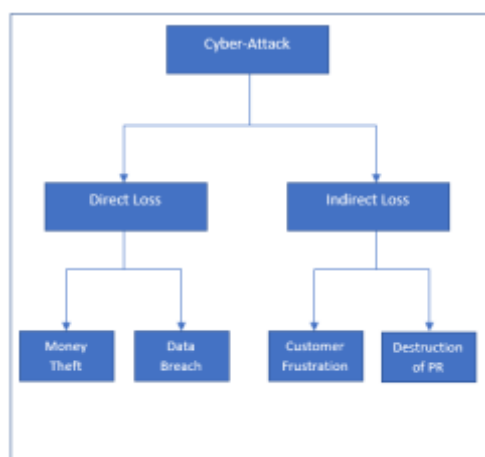 Cyber-Attack
Direct Loss
Indirect Loss
Money
Theft
Data
Breach
Customer
Frustration
Destruction
of PR